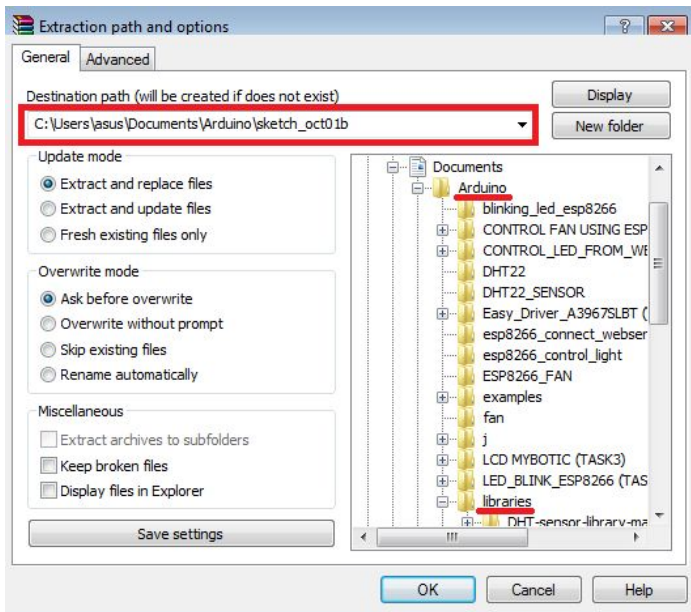 Extraction path and options
General
Advanced
Destination path (will be created if does not exist)
C:\Users\asus\Documents\Arduino\sketch_oct01b
Display
New folder
Update mode
Extract and replace files
Extract and update files
Fresh existing files only
Overwrite mode
Ask before overwrite
Overwrite without prompt
Skip existing files
Rename automatically
Miscellaneous
Extract archives to subfolders
Keep broken files
Display files in Explorer
Save settings
Documents
Arduino
blinking_led_esp8266
CONTROL FAN USING ESP
CONTROL_LED_FROM_WE
DHT22
DHT22_SENSOR
Easy_Driver_A3967SLBT (
esp8266_connect_webser
esp8266_control_light
ESP8266_FAN
examples
fan
j
LCD MYBOTIC (TASK3)
LED_BLINK_ESP8266 (TAS
libraries
DHT-sensor-library-ma
OK
Cancel
Help